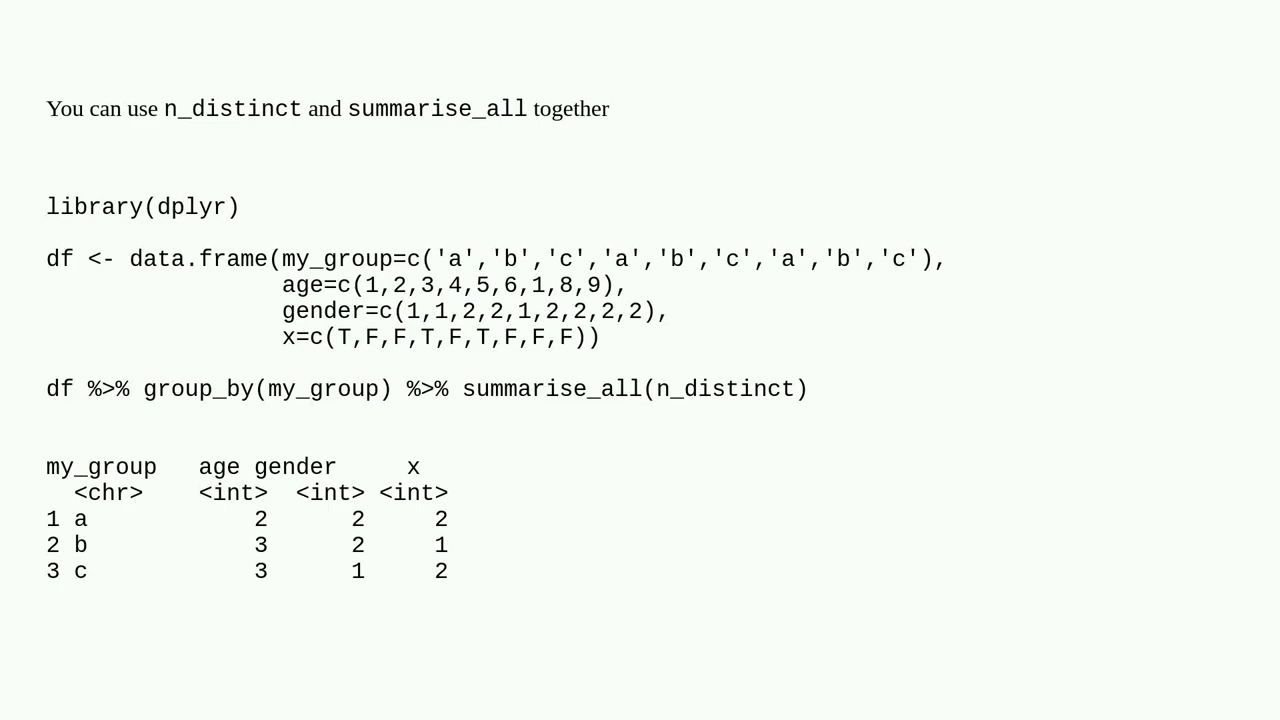 You can use n_distinct and summarise_all together
library(dplyr)
df <- data.frame(my_group=c('a','b','c','a','b','c','a','b','c'),
                 age=c(1,2,3,4,5,6,1,8,9),
                 gender=c(1,1,2,2,1,2,2,2,2),
                 x=c(T,F,F,T,F,T,F,F,F))
df %>% group_by(my_group) %>% summarise_all(n_distinct)
my_group   age gender     x
  <chr>    <int>  <int> <int>
1 a            2      2     2
2 b            3      2     1
3 c            3      1     2